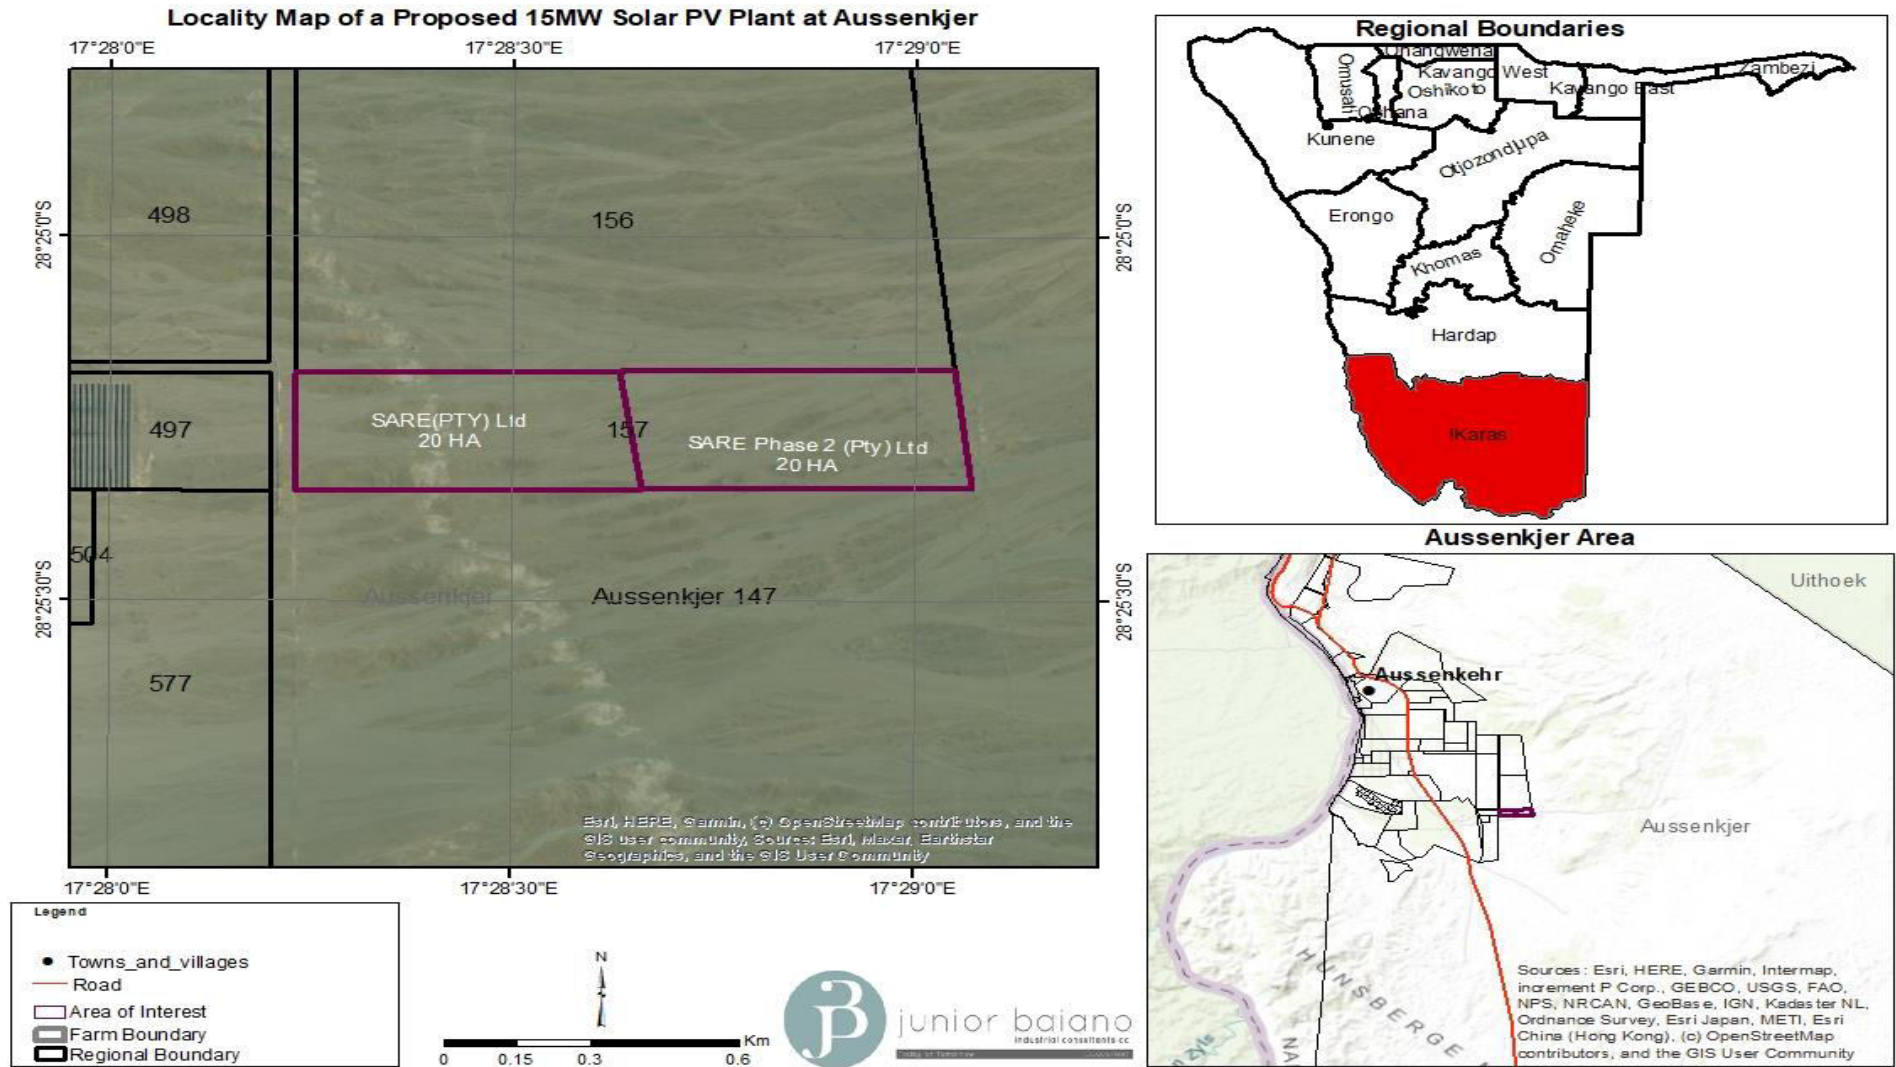 Locality Map of a Proposed 15MW Solar PV Plant at Aussenkjer
17°28'0"E
17°28'30"E
17°29'0"E
28°25'0"S
28°25'0"S
28°25'30"S
28°25'30"S
498
156
497
SARE(PTY) Ltd
20 HA
157
SARE Phase 2 (Pty) Ltd
20 HA
504
Aussenkjer
Aussenkjer 147
577
Esri, HERE, Garmin, (c) OpenStreetMap contributors, and the
GIS user community, Source: Esri, Maxar, Earthstar
Geographics, and the GIS User Community
17°28'0"E
17°28'30"E
17°29'0"E
Legend
Towns_and_villages
Road
Area of Interest
Farm Boundary
Regional Boundary
N
Km
0
0.15
0.3
0.6
JB
junior baiano
industrial consultants cc
Regional Boundaries
Ohangwena
Omusati
Kavango West
Zambezi
Oshikoto
Kavango East
Oshana
Kunene
Otjozondjupa
Erongo
Omaheke
Khomas
Hardap
!Karas
Aussenkjer Area
Uithoek
Aussenkehr
Aussenkjer
HUNSBERGE
NA
Sources: Esri, HERE, Garmin, Intermap,
increment P Corp., GEBCO, USGS, FAO,
NPS, NRCAN, GeoBase, IGN, Kadaster NL,
Ordnance Survey, Esri Japan, METI, Esri
China (Hong Kong), (c) OpenStreetMap
contributors, and the GIS User Community